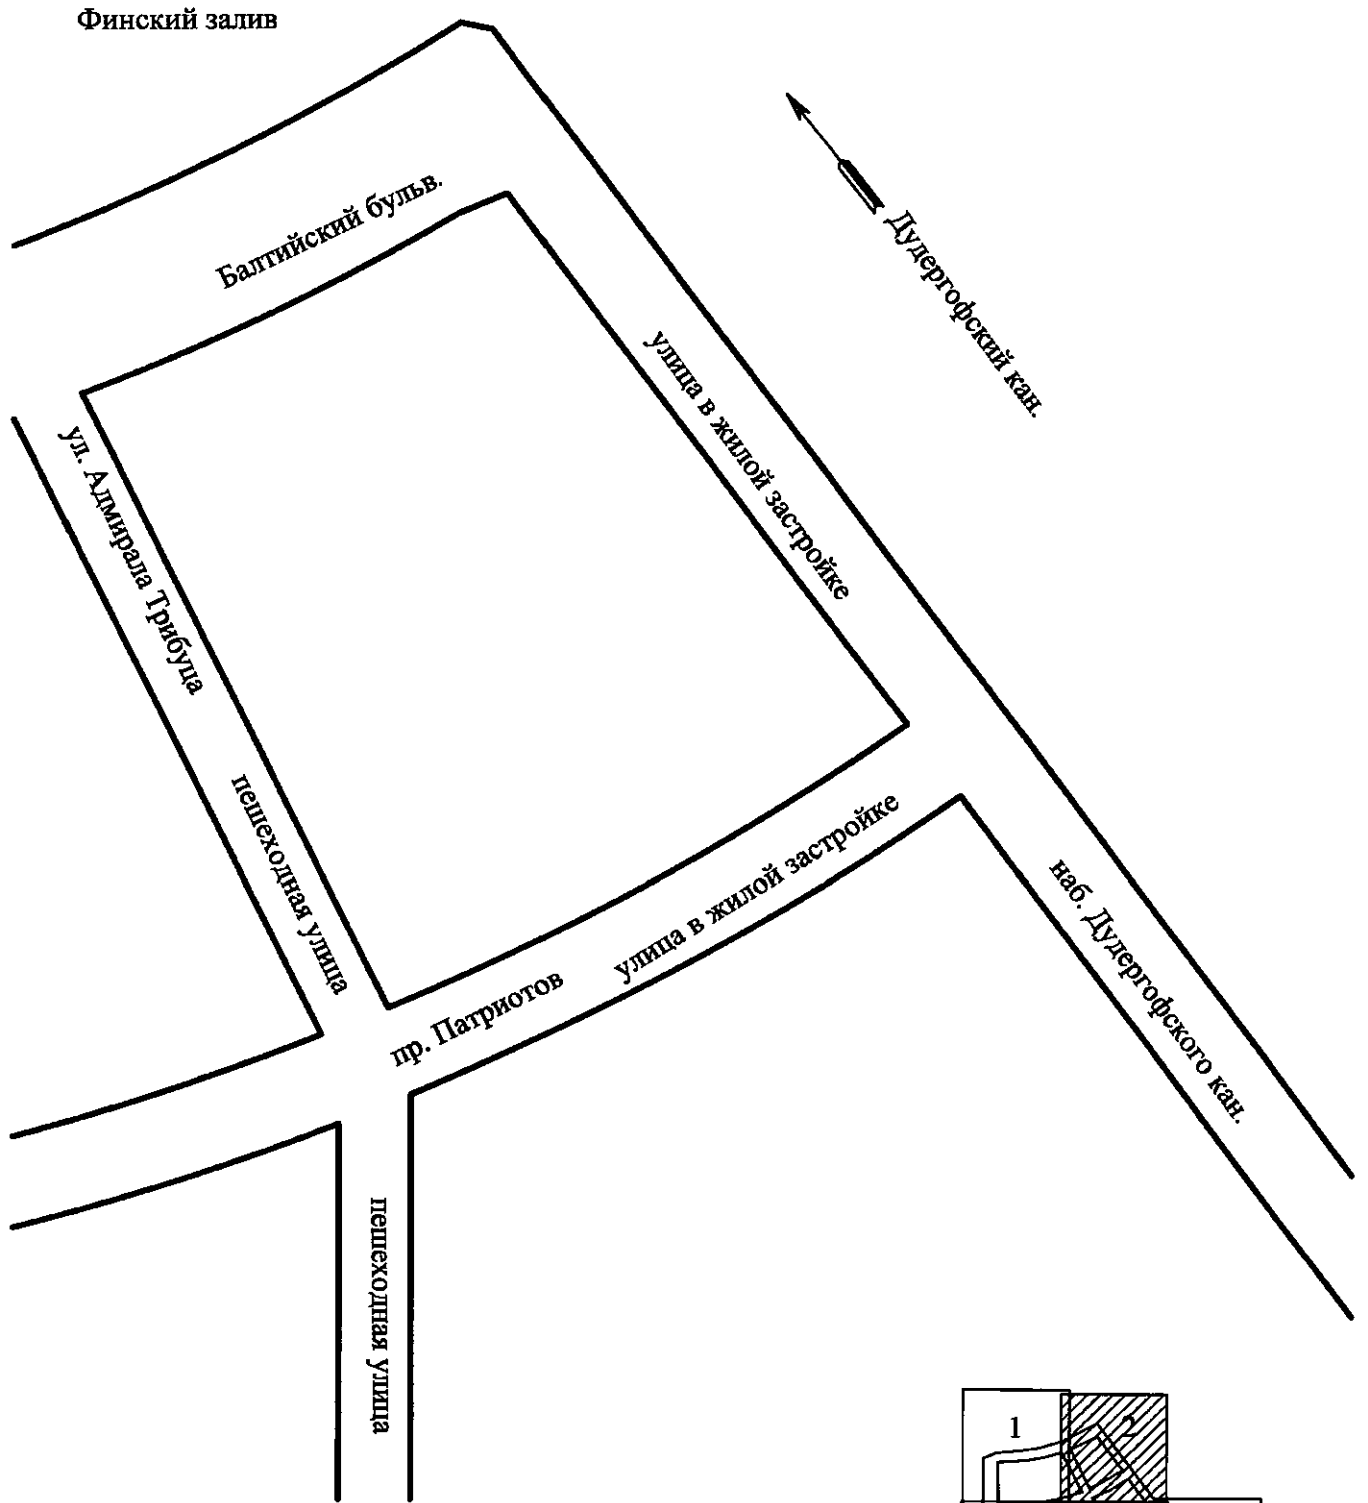 Финский залив
Балтийский бульв.
Дудергофский кан.
улица в жилой застройке
ул. Адмирала Трибуца
пешеходная улица
улица в жилой застройке
пр. Патриотов
наб. Дудергофского кан.
пешеходная улица
1
2